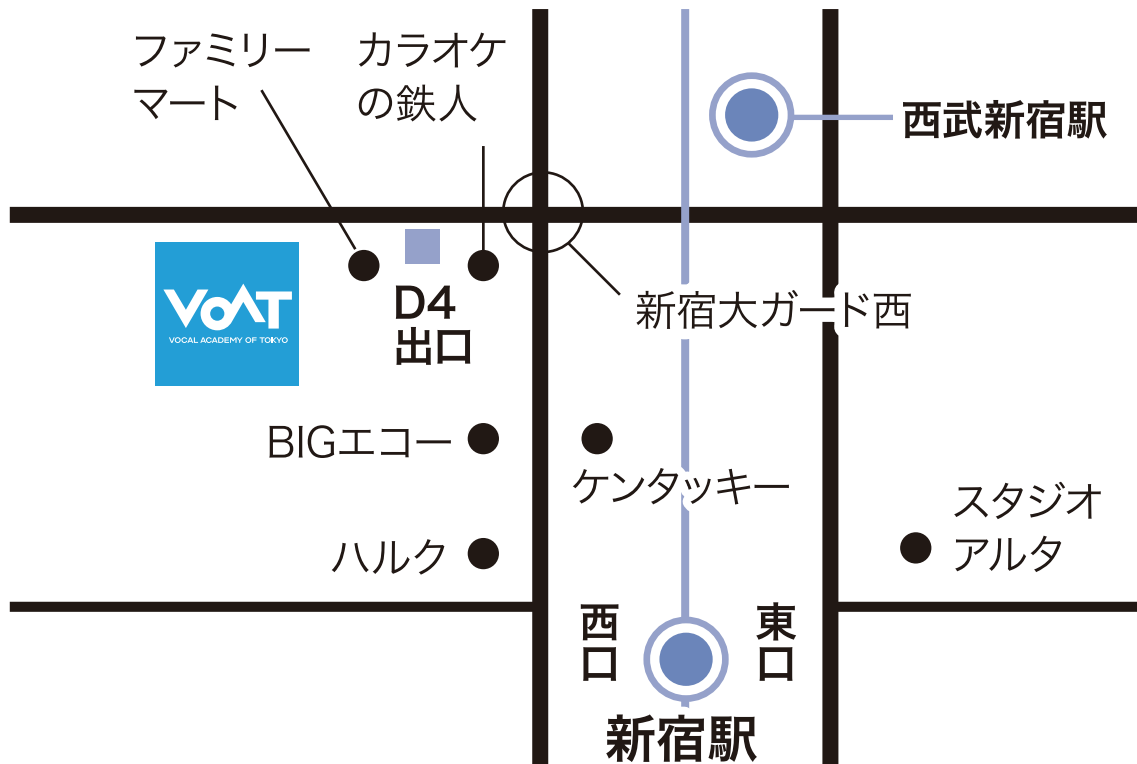 ファミリー
マート
カラオケ
の鉄人
西武新宿駅
VOAT
VOCAL ACADEMY OF TOKYO
D4
出口
新宿大ガード西
BIGエコー
ケンタッキー
スタジオ
アルタ
ハルク
西口
東口
新宿駅